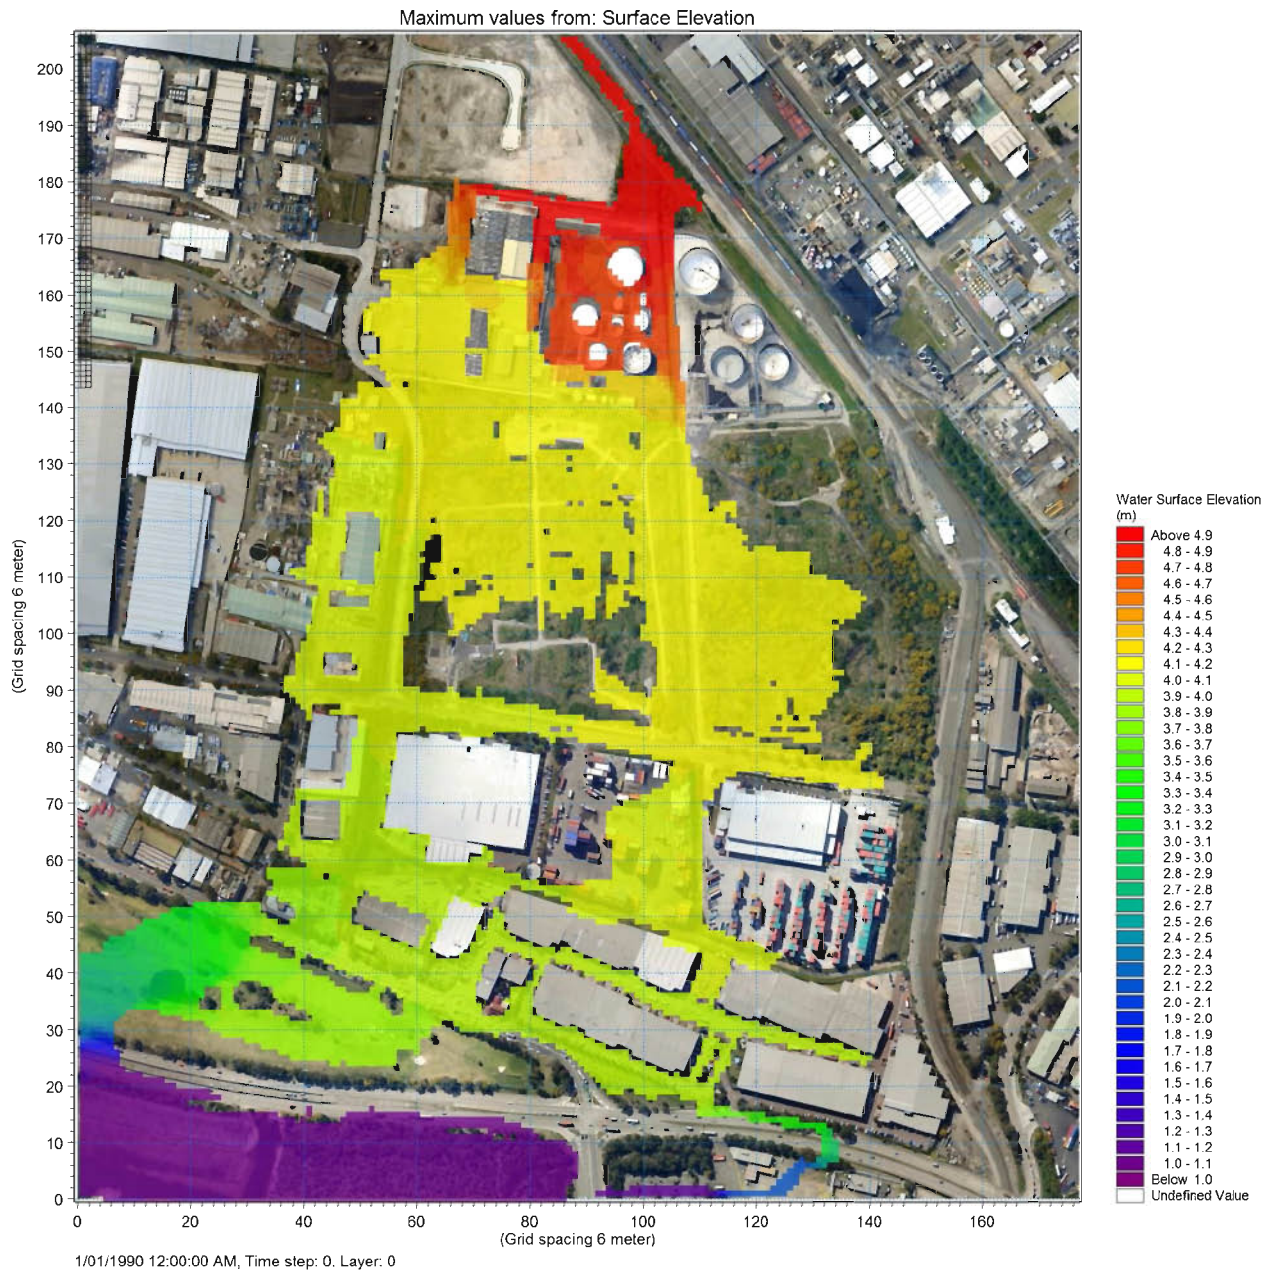 Maximum values from: Surface Elevation
200
190
180
170
160
150
140
130
120
110
100
90
80
70
60
50
40
30
20
10
0
(Grid spacing 6 meter)
0 20 40 60 80 100 120 140 160
(Grid spacing 6 meter)
Water Surface Elevation
(m)
Above 4.9
4.8 - 4.9
4.7 - 4.8
4.6 - 4.7
4.5 - 4.6
4.4 - 4.5
4.3 - 4.4
4.2 - 4.3
4.1 - 4.2
4.0 - 4.1
3.9 - 4.0
3.8 - 3.9
3.7 - 3.8
3.6 - 3.7
3.5 - 3.6
3.4 - 3.5
3.3 - 3.4
3.2 - 3.3
3.1 - 3.2
3.0 - 3.1
2.9 - 3.0
2.8 - 2.9
2.7 - 2.8
2.6 - 2.7
2.5 - 2.6
2.4 - 2.5
2.3 - 2.4
2.2 - 2.3
2.1 - 2.2
2.0 - 2.1
1.9 - 2.0
1.8 - 1.9
1.7 - 1.8
1.6 - 1.7
1.5 - 1.6
1.4 - 1.5
1.3 - 1.4
1.2 - 1.3
1.1 - 1.2
1.0 - 1.1
Below 1.0
Undefined Value
1/01/1990 12:00:00 AM, Time step: 0. Layer: 0